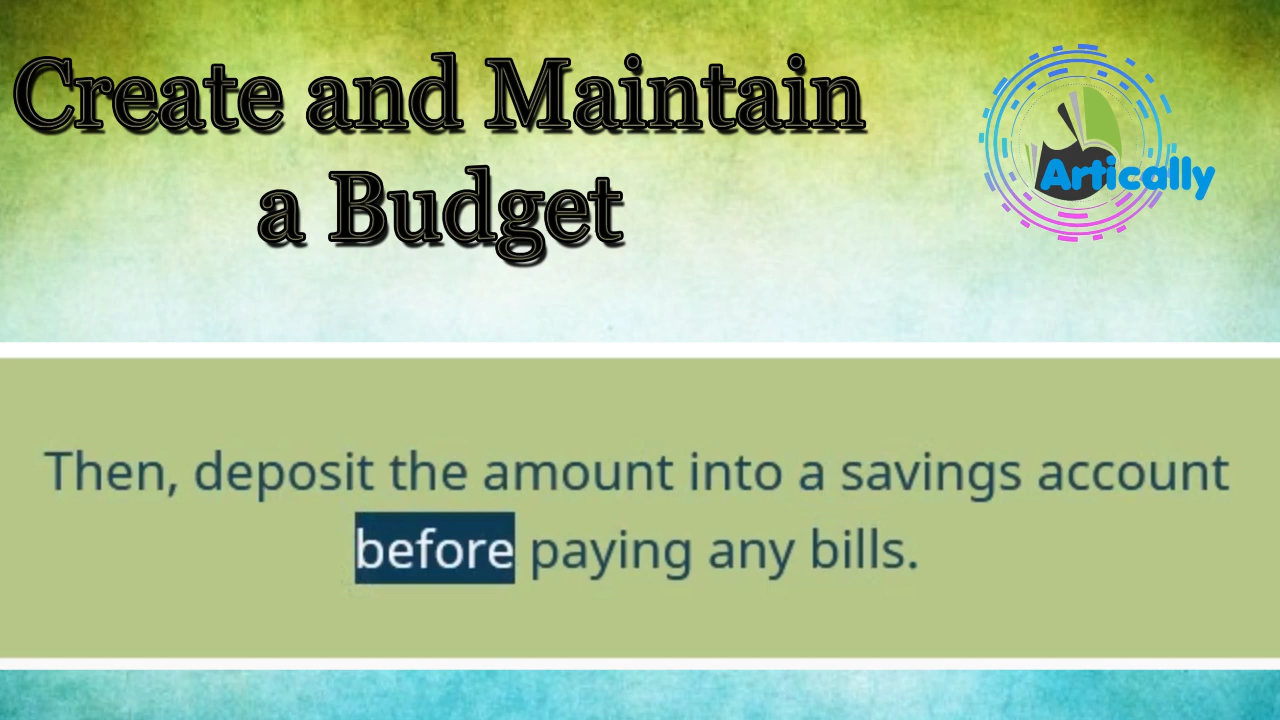 Create and Maintain
a Budget
Artically
Then, deposit the amount into a savings account
before paying any bills.